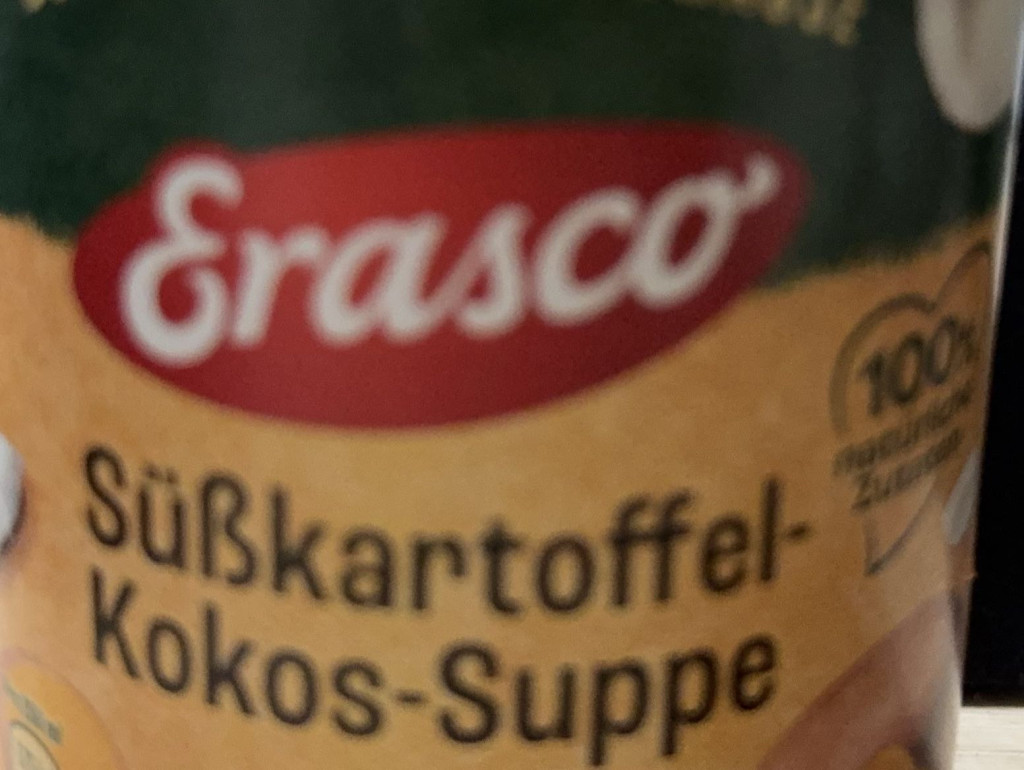 Erasco
100%
Süßkartoffel-
Kokos-Suppe